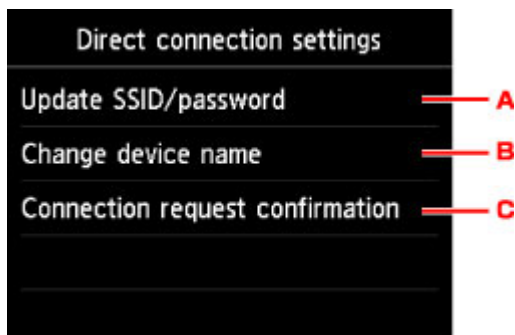 Direct connection settings
Update SSID/password A
Change device name B
Connection request confirmation C